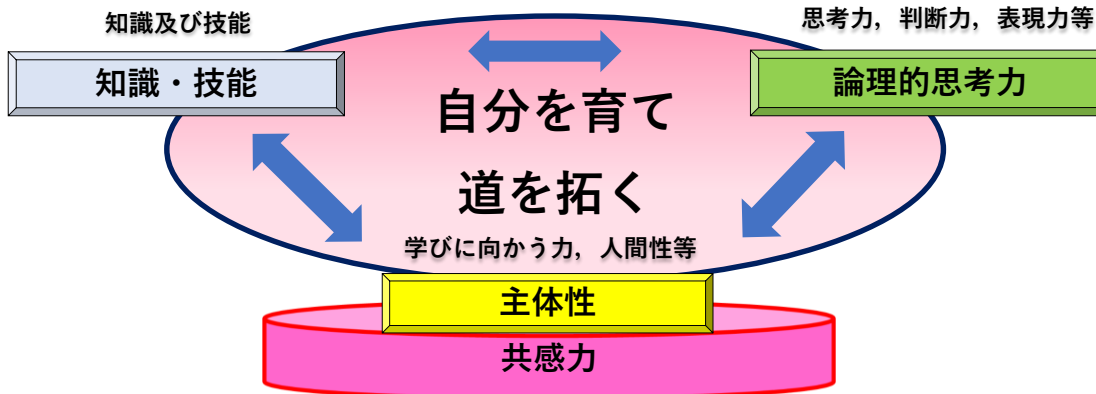 知識及び技能
思考力，判断力，表現力等
知識・技能
論理的思考力
自分を育て
道を拓く
学びに向かう力，人間性等
主体性
共感力